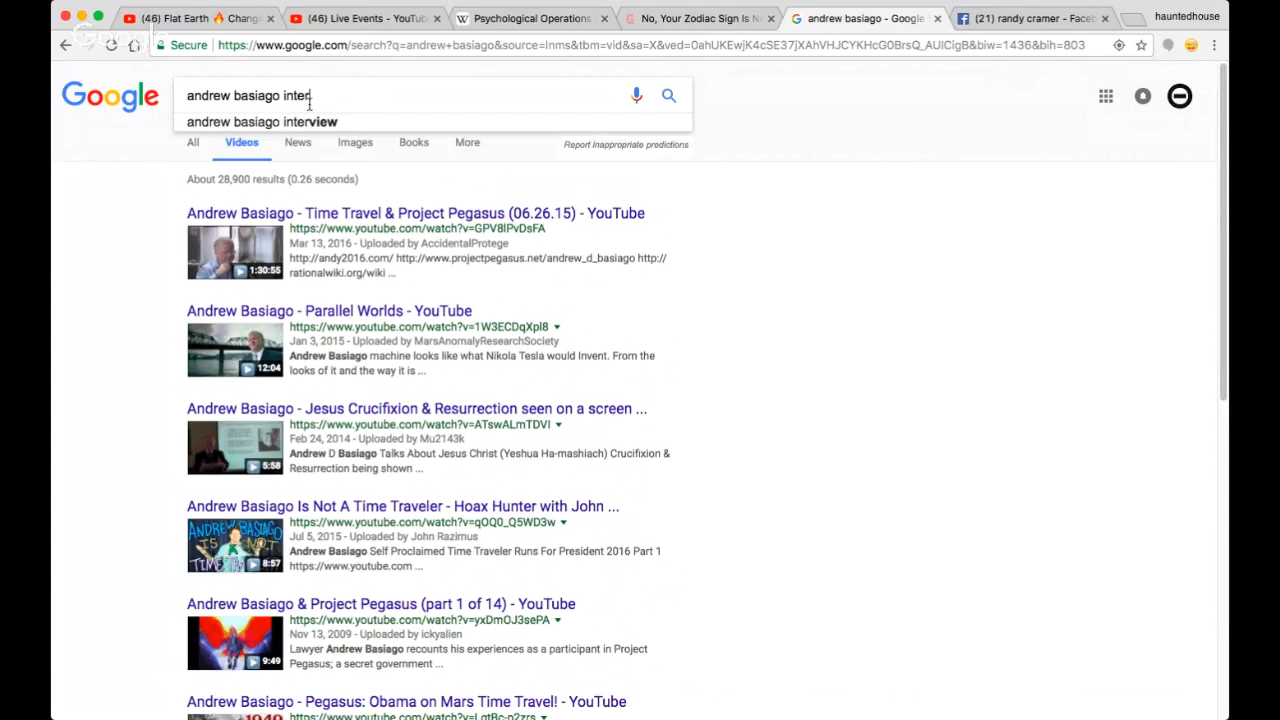 (46) Flat Earth 🔥 Chang
(46) Live Events - YouTub
Psychological Operations
No, Your Zodiac Sign Is N
andrew basiago - Google S
(21) randy cramer - Faceb
hauntedhouse
Secure
https://www.google.com/search?q=andrew+basiago&source=lnms&tbm=vid&sa=X&ved=0ahUKEwjK4cSE37jXAhVHJCYKHcG0BrsQ_AUICigB&biw=1436&bih=803
Google
andrew basiago inter
andrew basiago interview
All Videos News Images Books More
Report inappropriate predictions
About 28,900 results (0.26 seconds)
Andrew Basiago - Time Travel & Project Pegasus (06.26.15) - YouTube
https://www.youtube.com/watch?v=GPV8lPvDsFA
Mar 13, 2016 - Uploaded by AccidentalProtege
http://andy2016.com/ http://www.projectpegasus.net/andrew_d_basiago http://
rationalwiki.org/wiki ...
1:30:55
Andrew Basiago - Parallel Worlds - YouTube
https://www.youtube.com/watch?v=1W3ECDqXpl8
Jan 3, 2015 - Uploaded by MarsAnomalyResearchSociety
Andrew Basiago machine looks like what Nikola Tesla would Invent. From the
looks of it and the way it is ...
12:04
Andrew Basiago - Jesus Crucifixion & Resurrection seen on a screen ...
https://www.youtube.com/watch?v=ATswALmTDVI
Feb 24, 2014 - Uploaded by Mu2143k
Andrew D Basiago Talks About Jesus Christ (Yeshua Ha-mashiach) Crucifixion &
Resurrection being shown ...
5:58
Andrew Basiago Is Not A Time Traveler - Hoax Hunter with John ...
https://www.youtube.com/watch?v=qOQ0_Q5WD3w
Jul 5, 2015 - Uploaded by John Razimus
Andrew Basiago Self Proclaimed Time Traveler Runs For President 2016 Part 1
https://www.youtube.com ...
ANDREW BASIAGO
IS NOT
8:57
Andrew Basiago & Project Pegasus (part 1 of 14) - YouTube
https://www.youtube.com/watch?v=yxDmOJ3sePA
Nov 13, 2009 - Uploaded by ickyalien
Lawyer Andrew Basiago recounts his experiences as a participant in Project
Pegasus; a secret government ...
9:49
Andrew Basiago - Pegasus: Obama on Mars Time Travel! - YouTube